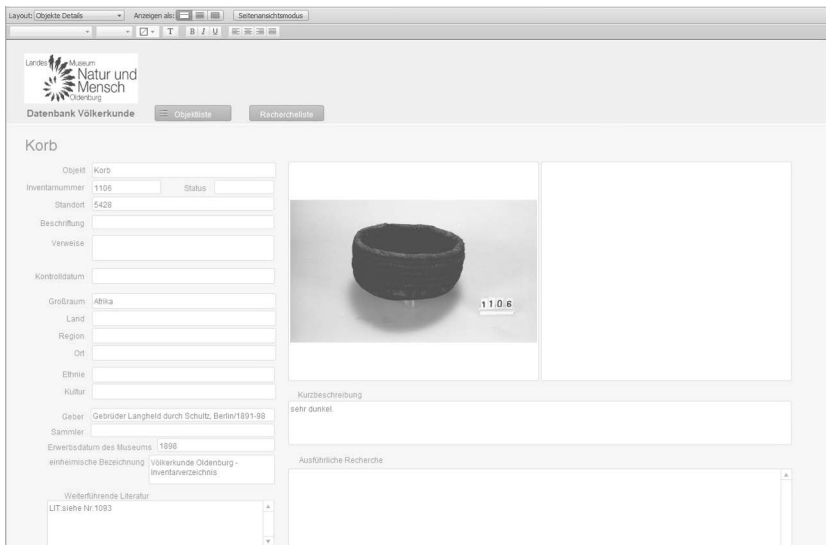 Layout: Objekte Details Anzeigen als: Seitenansichtsmodus
T B I U
Landes Museum
Natur und
Mensch
Oldenburg
Datenbank Völkerkunde Objektliste Rechercheliste
Korb
Objekt Korb
Inventarnummer 1106 Status
Standort 5428
Beschriftung
Verweise
Kontrolldatum
Großraum Afrika
Land
Region
Ort
Ethnie
Kultur
Geber Gebrüder Langheld durch Schultz, Berlin/1891-98
Sammler
Erwerbsdatum des Museums 1898
einheimische Bezeichnung Völkerkunde Oldenburg -
Inventarverzeichnis
Weiterführende Literatur
LIT:siehe Nr.1093
1106
Kurzbeschreibung
sehr dunkel.
Ausführliche Recherche